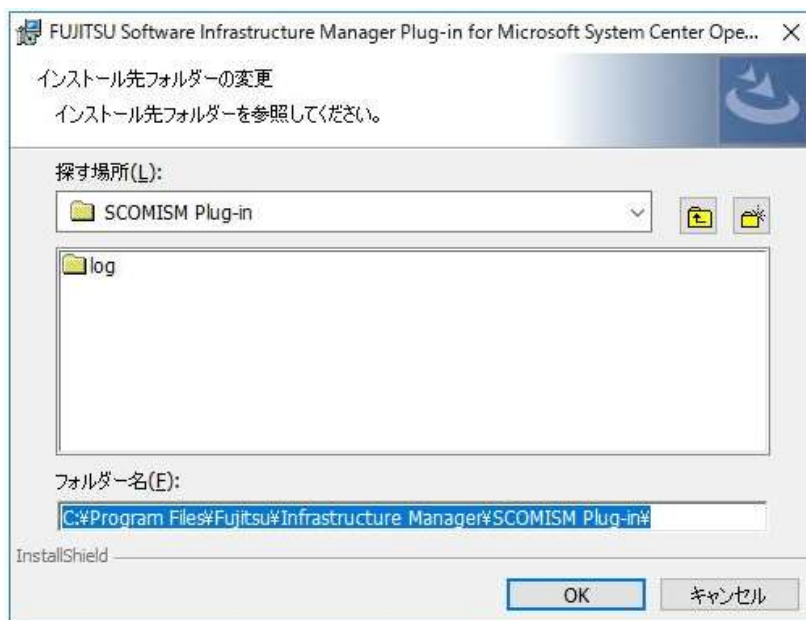 FUJITSU Software Infrastructure Manager Plug-in for Microsoft System Center Ope...
インストール先フォルダーの変更
インストール先フォルダーを参照してください。
探す場所(L):
SCOMISM Plug-in
log
フォルダー名(F):
C:¥Program Files¥Fujitsu¥Infrastructure Manager¥SCOMISM Plug-in¥
InstallShield
OK
キャンセル